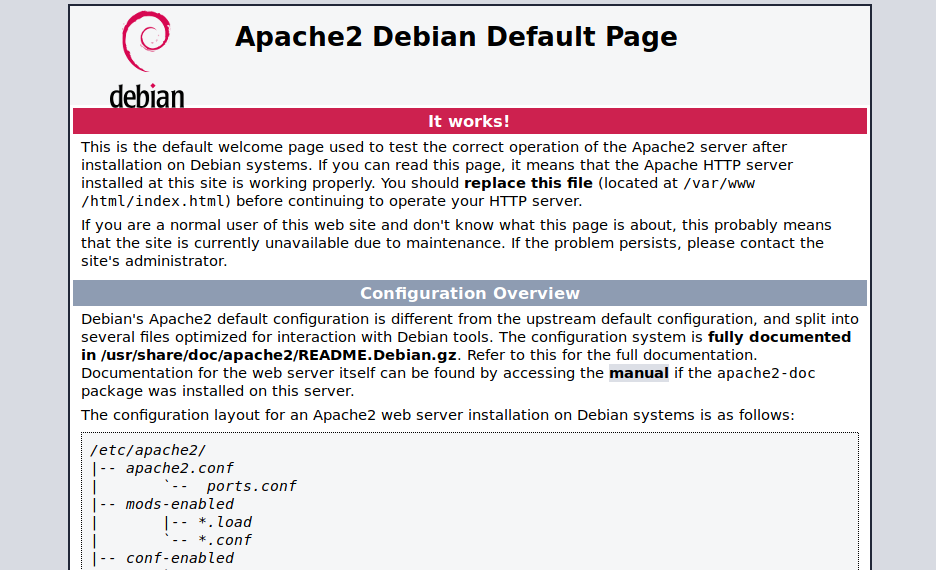 debian
Apache2 Debian Default Page
It works!
This is the default welcome page used to test the correct operation of the Apache2 server after
installation on Debian systems. If you can read this page, it means that the Apache HTTP server
installed at this site is working properly. You should replace this file (located at /var/www
/html/index.html) before continuing to operate your HTTP server.
If you are a normal user of this web site and don't know what this page is about, this probably means
that the site is currently unavailable due to maintenance. If the problem persists, please contact the
site's administrator.
Configuration Overview
Debian's Apache2 default configuration is different from the upstream default configuration, and split into
several files optimized for interaction with Debian tools. The configuration system is fully documented
in /usr/share/doc/apache2/README.Debian.gz. Refer to this for the full documentation.
Documentation for the web server itself can be found by accessing the manual if the apache2-doc
package was installed on this server.
The configuration layout for an Apache2 web server installation on Debian systems is as follows:
/etc/apache2/
|-- apache2.conf
|       `--  ports.conf
|-- mods-enabled
|       |-- *.load
|       `-- *.conf
|-- conf-enabled